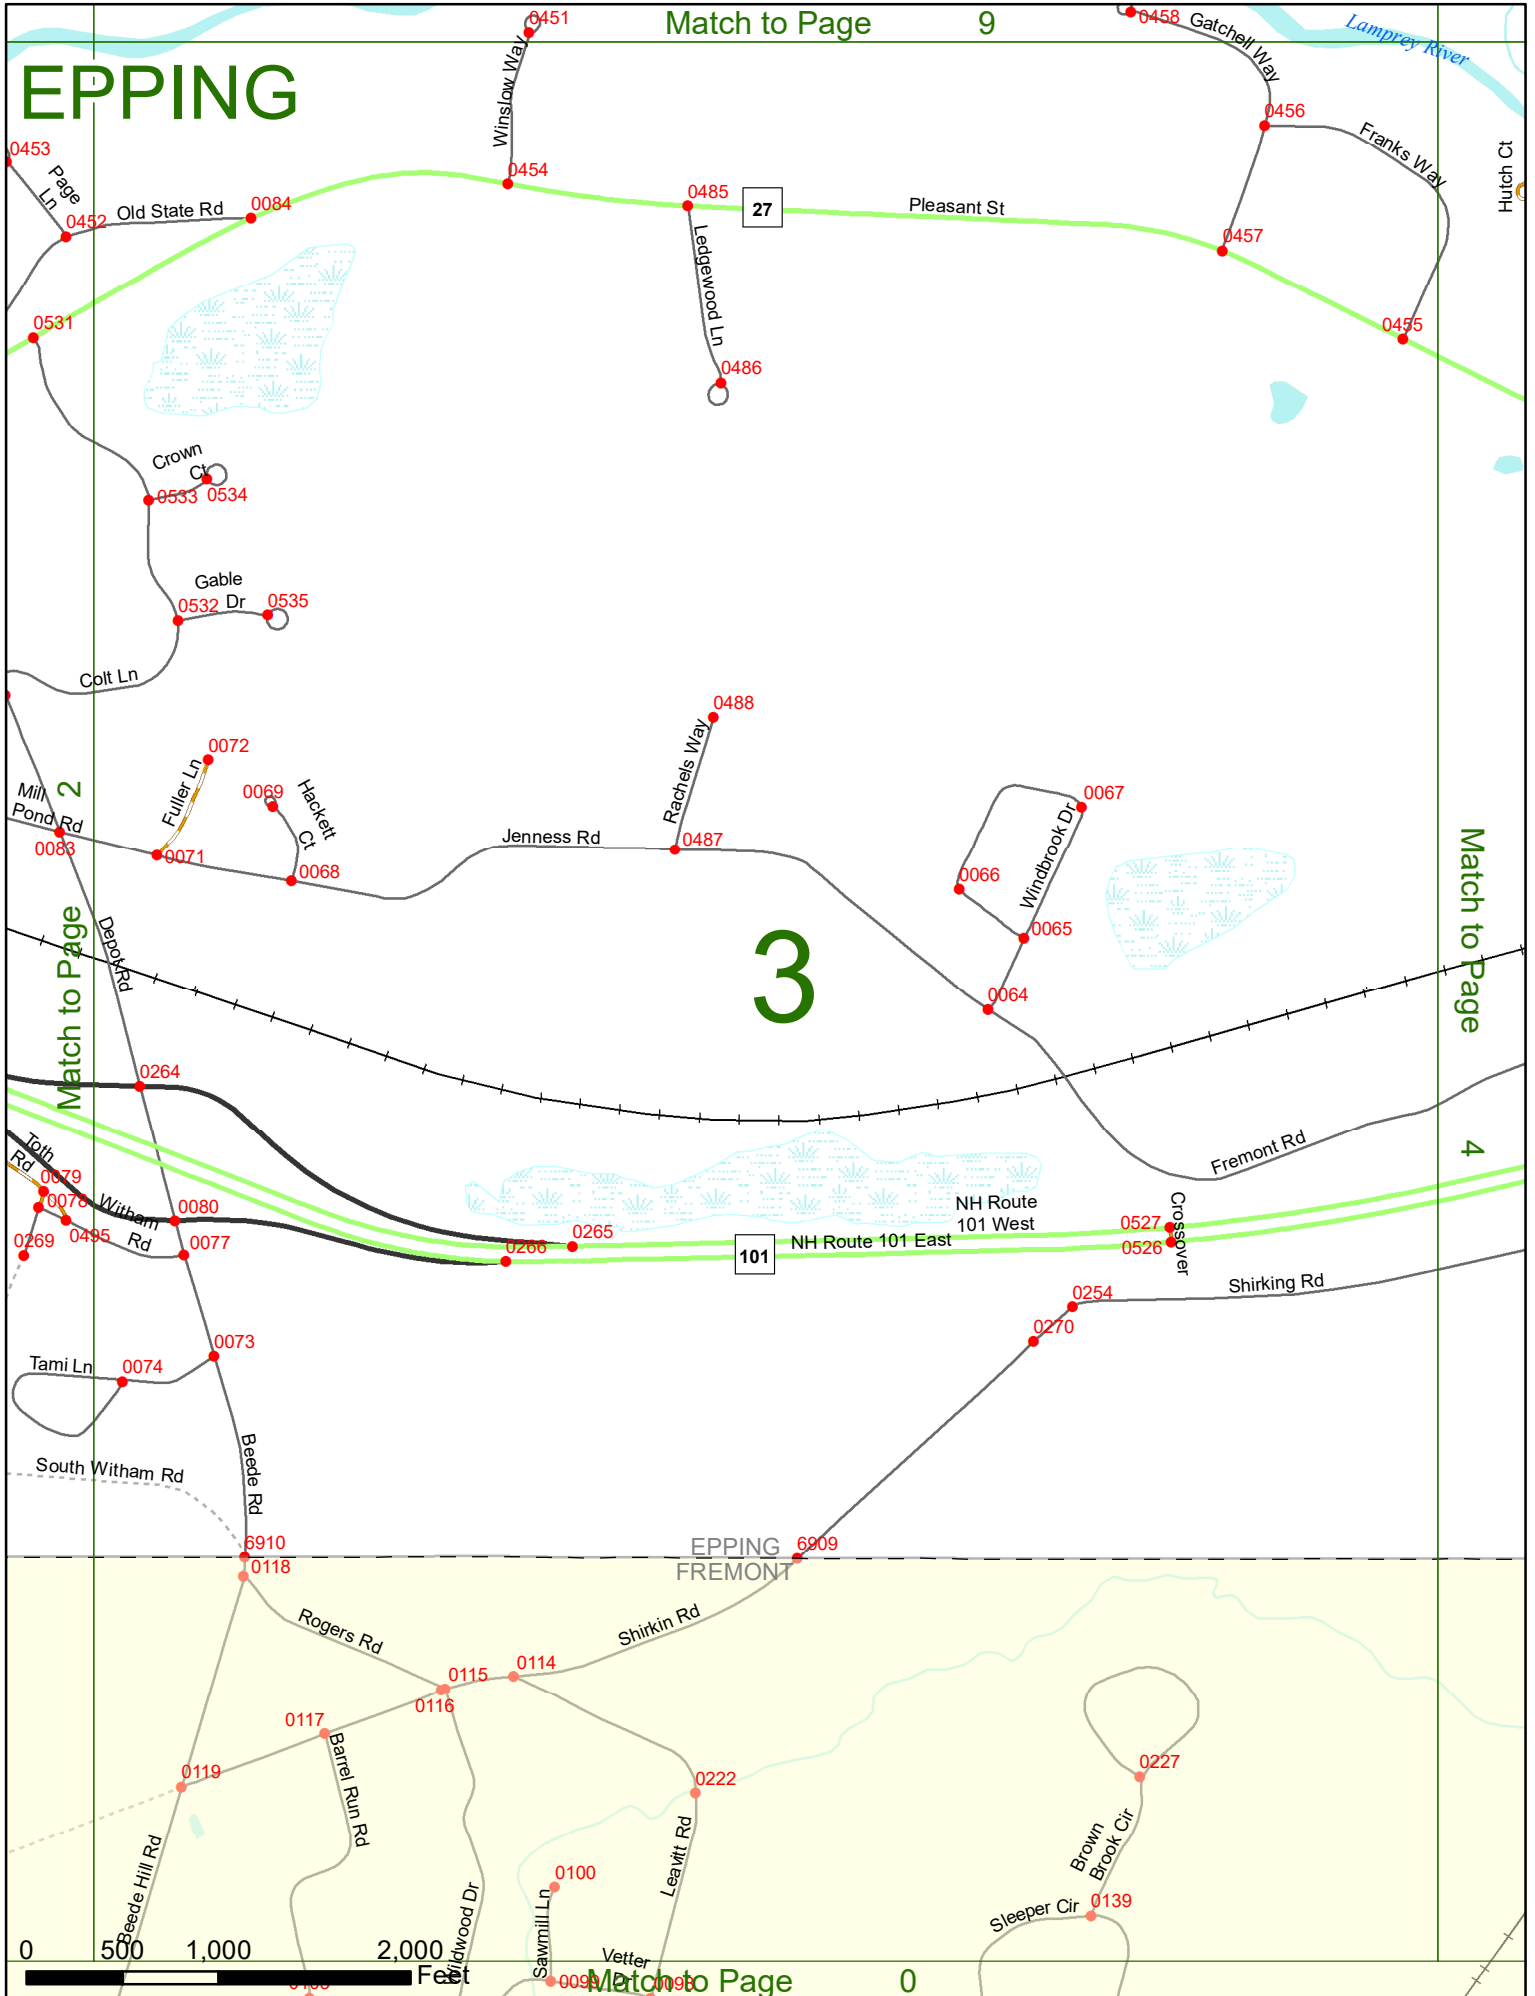 0451
Match to Page 9
0458
Gatchell Way
Lamprey River
EPPING
Winslow Way
0456
Franks Way
Hutch Ct
0453
Page
Ln
0454
0485
27
Pleasant St
0452
Old State Rd
0084
0457
Ledgewood Ln
0531
0455
0486
Crown
Ct
0533
0534
Gable
Dr
0532
0535
Colt Ln
0488
Rachels Way
0072
Fuller Ln
0069
Hackett
Ct
0067
Windbrook Dr
Mill
Pond Rd
2
0083
0071
0068
Jenness Rd
0487
0066
0065
Match to Page
Match to Page
Depot Rd
3
0064
0264
Toth
Rd
Fremont Rd
4
0079
0078
Witham
Rd
0080
0495
0269
0077
NH Route
101 West
0527
Crossover
0265
0266
101
NH Route 101 East
0526
0254
Shirking Rd
0270
0073
Tami Ln
0074
Beede Rd
South Witham Rd
6910
EPPING
6909
FREMONT
0118
Rogers Rd
Shirkin Rd
0115
0114
0116
0117
Barrel Run Rd
0119
0222
0227
Leavitt Rd
Brown
Brook Cir
Beede Hill Rd
0100
Wildwood Dr
Sawmill Ln
0139
Sleeper Cir
0 500 1,000 2,000
Feet
Vetter
Dr
0099
0093
Match to Page 0